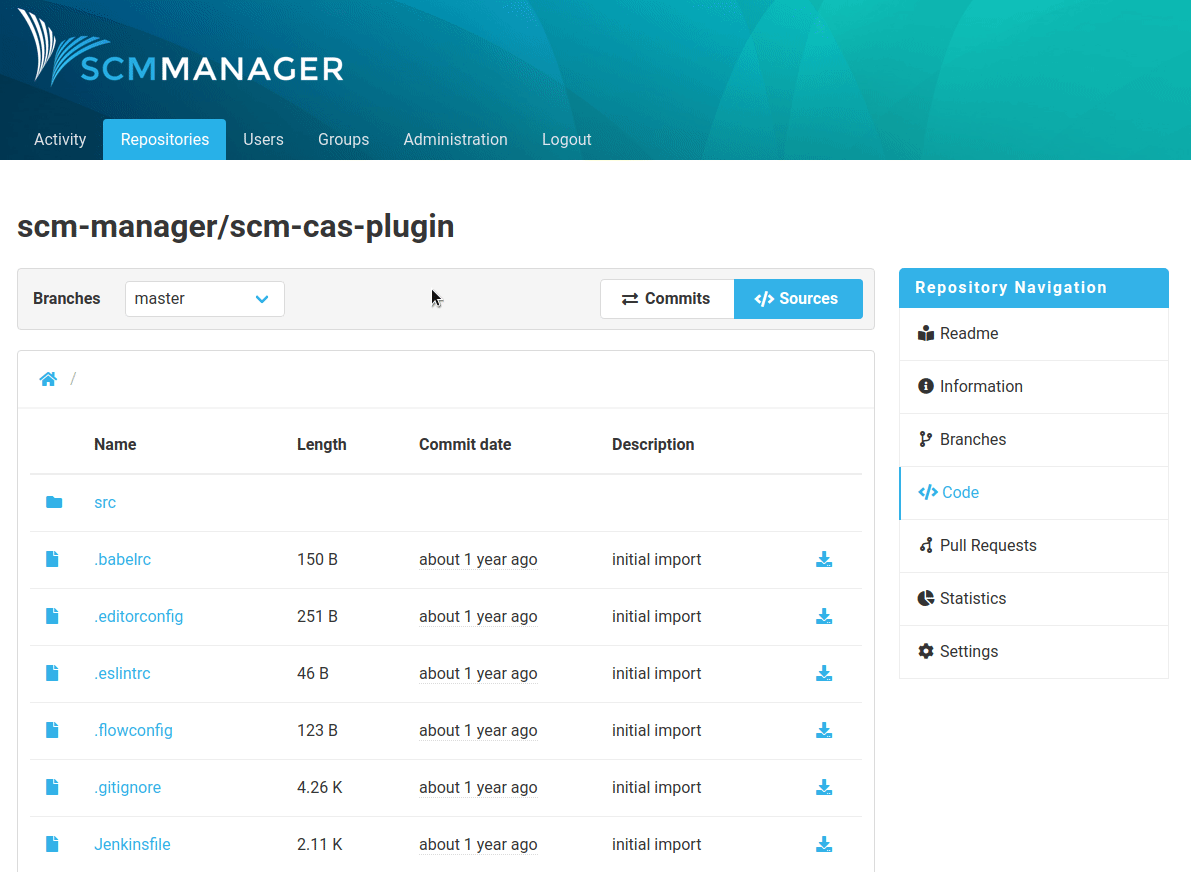 SCMMANAGER
Activity Repositories Users Groups Administration Logout
scm-manager/scm-cas-plugin
Branches master Commits Sources
/
Name Length Commit date Description
src
.babelrc 150 B about 1 year ago initial import
.editorconfig 251 B about 1 year ago initial import
.eslintrc 46 B about 1 year ago initial import
.flowconfig 123 B about 1 year ago initial import
.gitignore 4.26 K about 1 year ago initial import
Jenkinsfile 2.11 K about 1 year ago initial import
Repository Navigation
Readme
Information
Branches
Code
Pull Requests
Statistics
Settings